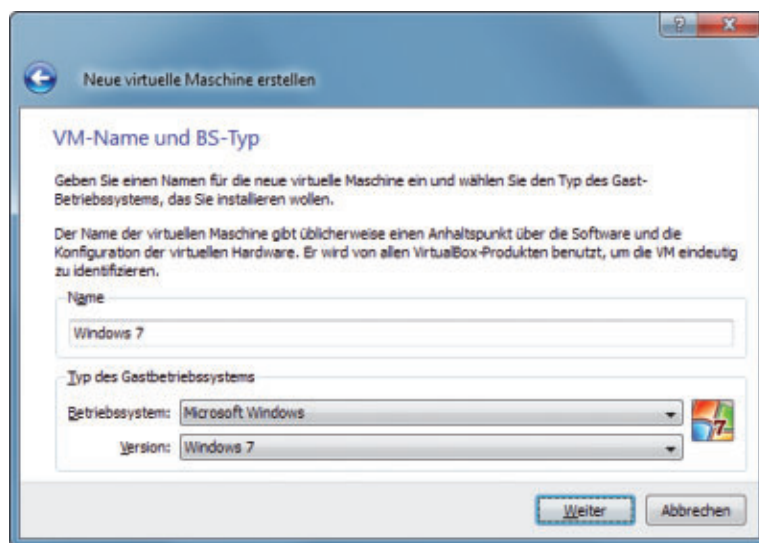 Neue virtuelle Maschine erstellen
VM-Name und BS-Typ
Geben Sie einen Namen für die neue virtuelle Maschine ein und wählen Sie den Typ des Gast-
Betriebssystems, das Sie installieren wollen.
Der Name der virtuellen Maschine gibt üblicherweise einen Anhaltspunkt über die Software und die
Konfiguration der virtuellen Hardware. Er wird von allen VirtualBox-Produkten benutzt, um die VM eindeutig
zu identifizieren.
Name
Windows 7
Typ des Gastbetriebssystems
Betriebssystem: Microsoft Windows
7
Version: Windows 7
Weiter Abbrechen